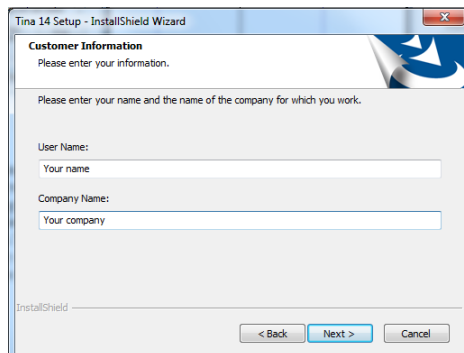 Tina 14 Setup - InstallShield Wizard
Customer Information
Please enter your information.
Please enter your name and the name of the company for which you work.
User Name:
Your name
Company Name:
Your company
InstallShield
< Back
Next >
Cancel